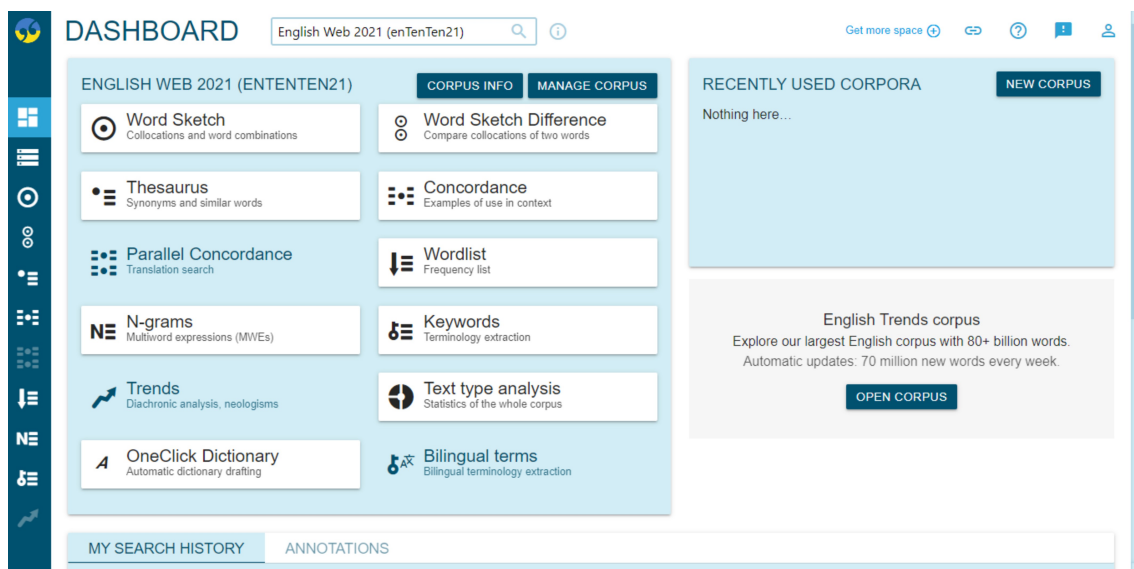 DASHBOARD
English Web 2021 (enTenTen21)
Get more space
ENGLISH WEB 2021 (ENTENTEN21)
CORPUS INFO
MANAGE CORPUS
Word Sketch
Collocations and word combinations
Word Sketch Difference
Compare collocations of two words
Thesaurus
Synonyms and similar words
Concordance
Examples of use in context
Parallel Concordance
Translation search
Wordlist
Frequency list
N-grams
Multiword expressions (MWEs)
Keywords
Terminology extraction
Trends
Diachronic analysis, neologisms
Text type analysis
Statistics of the whole corpus
OneClick Dictionary
Automatic dictionary drafting
Bilingual terms
Bilingual terminology extraction
RECENTLY USED CORPORA
NEW CORPUS
Nothing here...
English Trends corpus
Explore our largest English corpus with 80+ billion words.
Automatic updates: 70 million new words every week.
OPEN CORPUS
MY SEARCH HISTORY
ANNOTATIONS